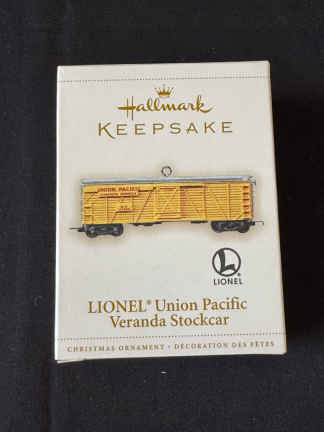 Hallmark
KEEPSAKE
UNION PACIFIC
L
LIONEL®
LIONEL® Union Pacific
Veranda Stockcar
CHRISTMAS ORNAMENT • DÉCORATION DES FÊTES